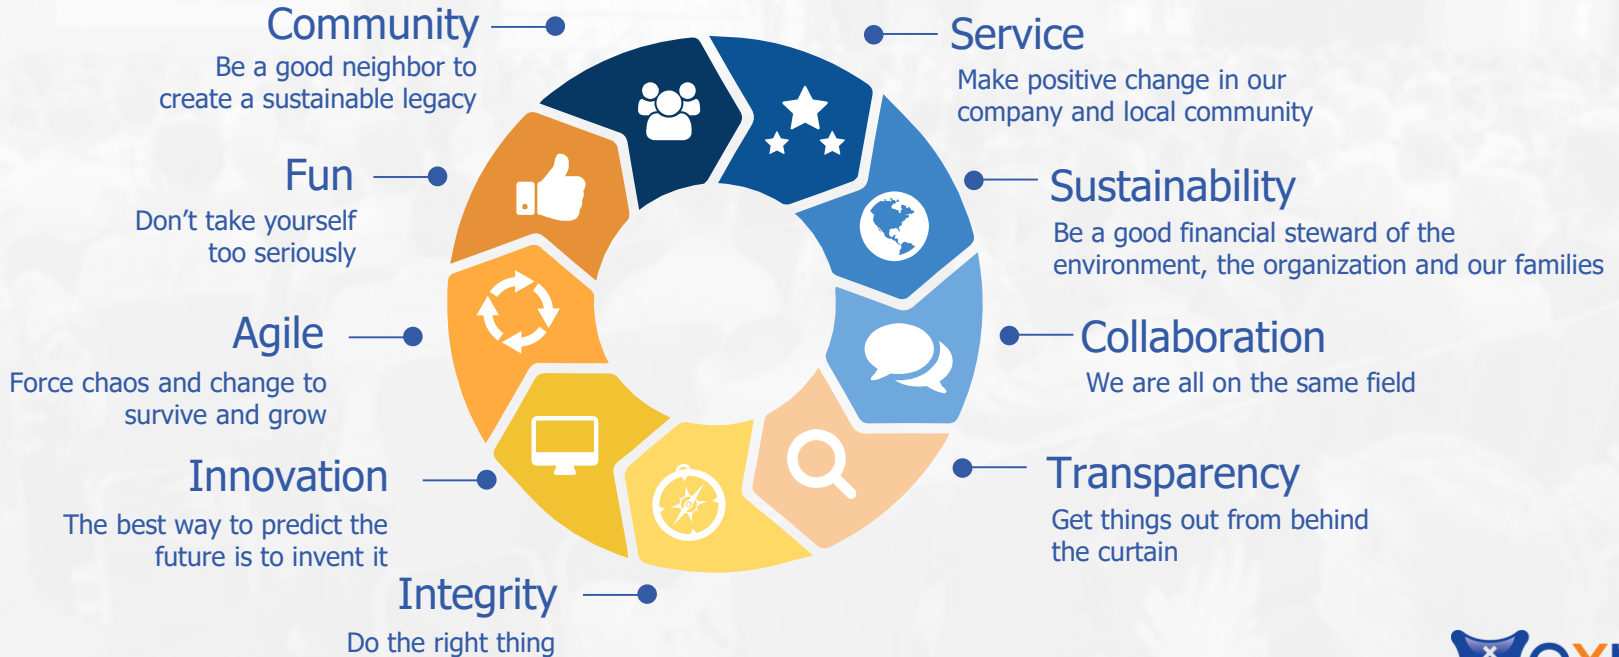 Community
Be a good neighbor to
create a sustainable legacy
Service
Make positive change in our
company and local community
Fun
Don’t take yourself
too seriously
Sustainability
Be a good financial steward of the
environment, the organization and our families
Agile
Force chaos and change to
survive and grow
Collaboration
We are all on the same field
Innovation
The best way to predict the
future is to invent it
Transparency
Get things out from behind
the curtain
Integrity
Do the right thing